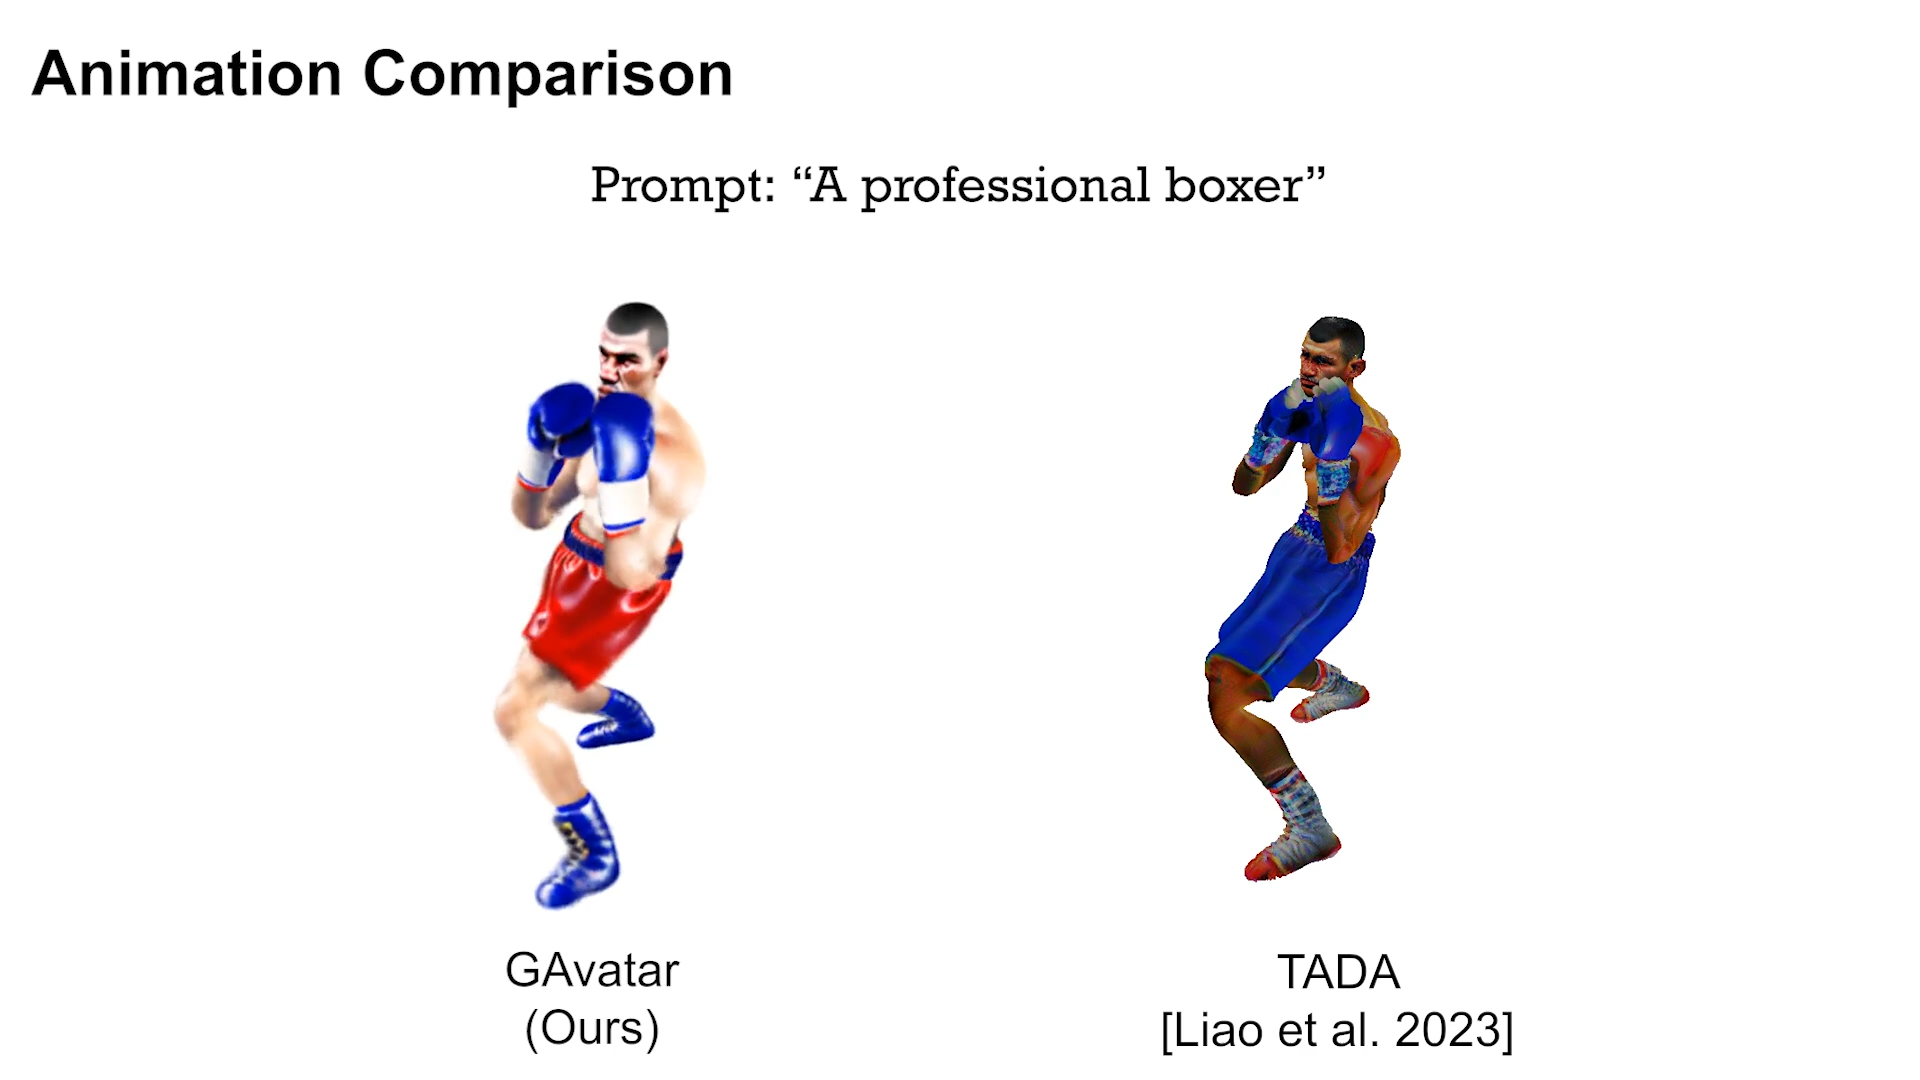 Animation Comparison
Prompt: “A professional boxer”
GAvatar
(Ours)
TADA
[Liao et al. 2023]